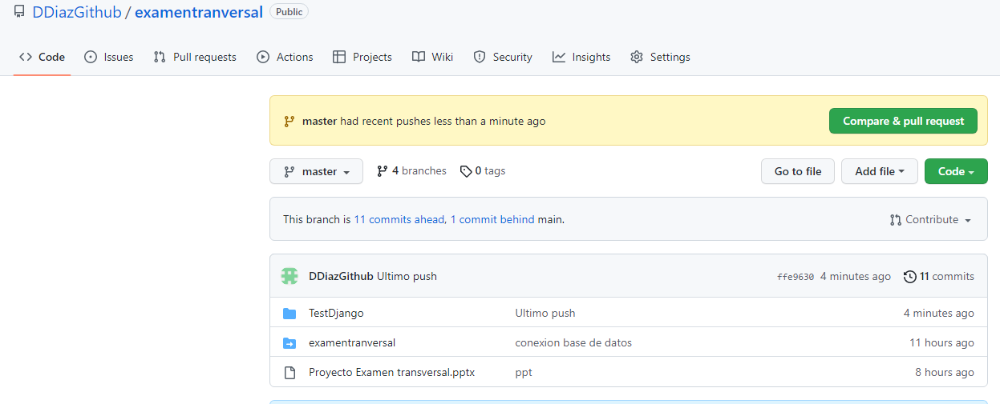 DDiazGithub / examentranversal Public
Code Issues Pull requests Actions Projects Wiki Security Insights Settings
master had recent pushes less than a minute ago Compare & pull request
master 4 branches 0 tags Go to file Add file Code
This branch is 11 commits ahead, 1 commit behind main. Contribute
DDiazGithub Ultimo push ffe9630 4 minutes ago 11 commits
TestDjango Ultimo push 4 minutes ago
examentranversal conexion base de datos 11 hours ago
Proyecto Examen transversal.pptx ppt 8 hours ago